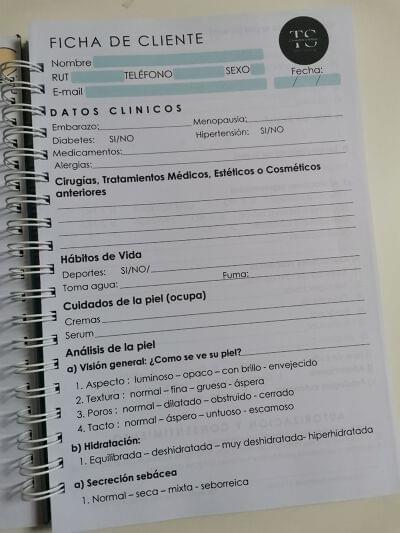 FICHA DE CLIENTE
TS
Nombre
RUT TELÉFONO SEXO
Fecha:
E-mail / /
DATOS CLINICOS
Embarazo: Menopausia:
Diabetes: SI/NO Hipertensión: SI/NO
Medicamentos:
Alergias:
Cirugías, Tratamientos Médicos, Estéticos o Cosméticos
anteriores
Hábitos de Vida
Deportes: SI/NO/
Toma agua: Fuma:
Cuidados de la piel (ocupa)
Cremas
Serum
Análisis de la piel
a) Visión general: ¿Como se ve su piel?
1. Aspecto : luminoso – opaco – con brillo - envejecido
2. Textura : normal – fina – gruesa - áspera
3. Poros : normal – dilatado – obstruido - cerrado
4. Tacto : normal – áspero – untuoso - escamoso
b) Hidratación:
1. Equilibrada – deshidratada – muy deshidratada- hiperhidratada
a) Secreción sebácea
1. Normal – seca – mixta - seborreica